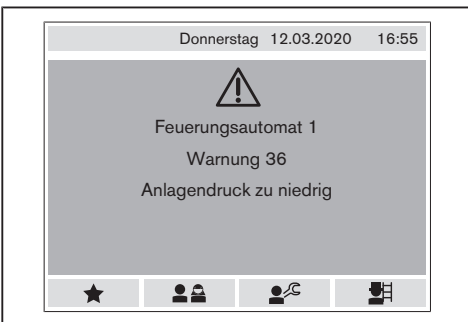 Donnerstag 12.03.2020 16:55
Feuerungsautomat 1
Warnung 36
Anlagendruck zu niedrig